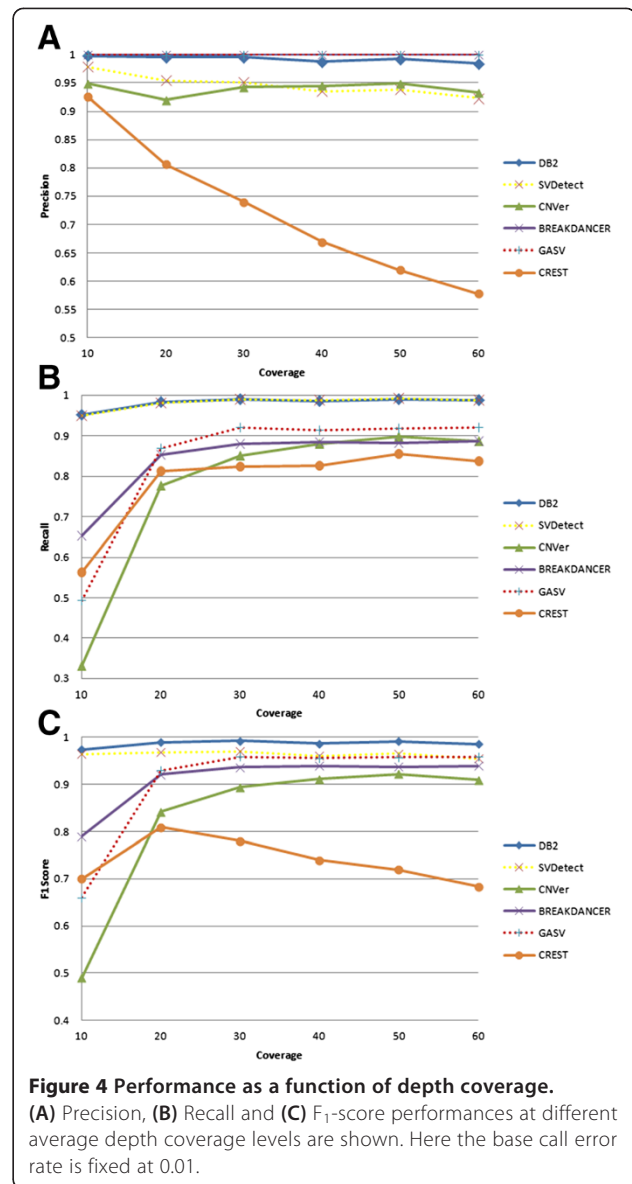 A
1
0.95
0.9
0.85
0.8
0.75
0.7
0.65
0.6
0.55
0.5
Precision
10 20 30 40 50 60
Coverage
DB2
SVDetect
CNVer
BREAKDANCER
GASV
CREST
B
1
0.9
0.8
0.7
0.6
0.5
0.4
0.3
Recall
10 20 30 40 50 60
Coverage
DB2
SVDetect
CNVer
BREAKDANCER
GASV
CREST
C
1
0.9
0.8
0.7
0.6
0.5
0.4
F1Score
10 20 30 40 50 60
Coverage
DB2
SVDetect
CNVer
BREAKDANCER
GASV
CREST
Figure 4 Performance as a function of depth coverage.
(A) Precision, (B) Recall and (C) F₁-score performances at different
average depth coverage levels are shown. Here the base call error
rate is fixed at 0.01.